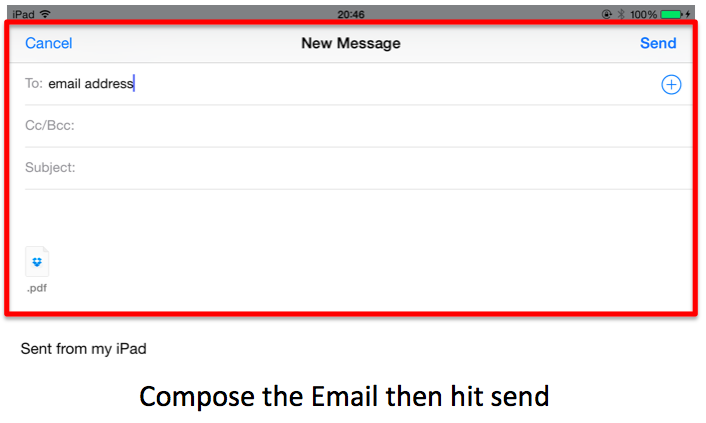 iPad 20:46 100%
Cancel New Message Send
To: email address
Cc/Bcc:
Subject:
.pdf
Sent from my iPad
Compose the Email then hit send